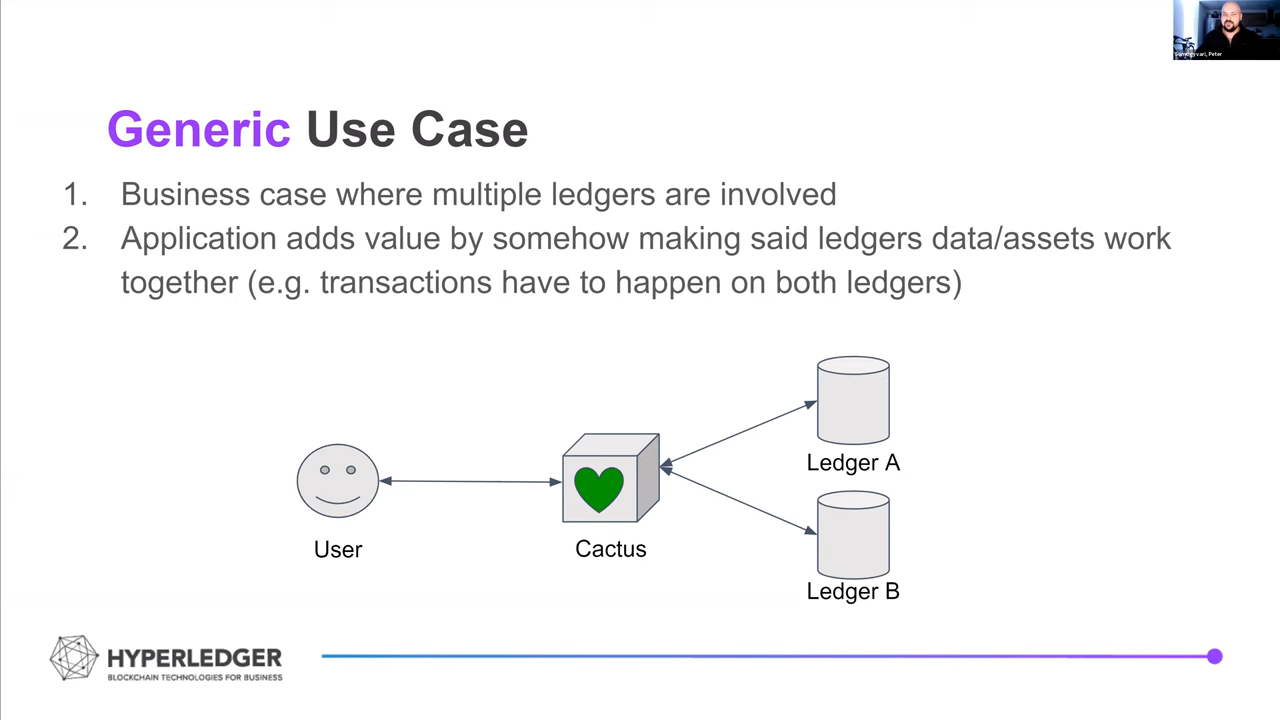 Generic Use Case
1. Business case where multiple ledgers are involved
2. Application adds value by somehow making said ledgers data/assets work
together (e.g. transactions have to happen on both ledgers)
User
Cactus
Ledger A
Ledger B
HYPERLEDGER
BLOCKCHAIN TECHNOLOGIES FOR BUSINESS